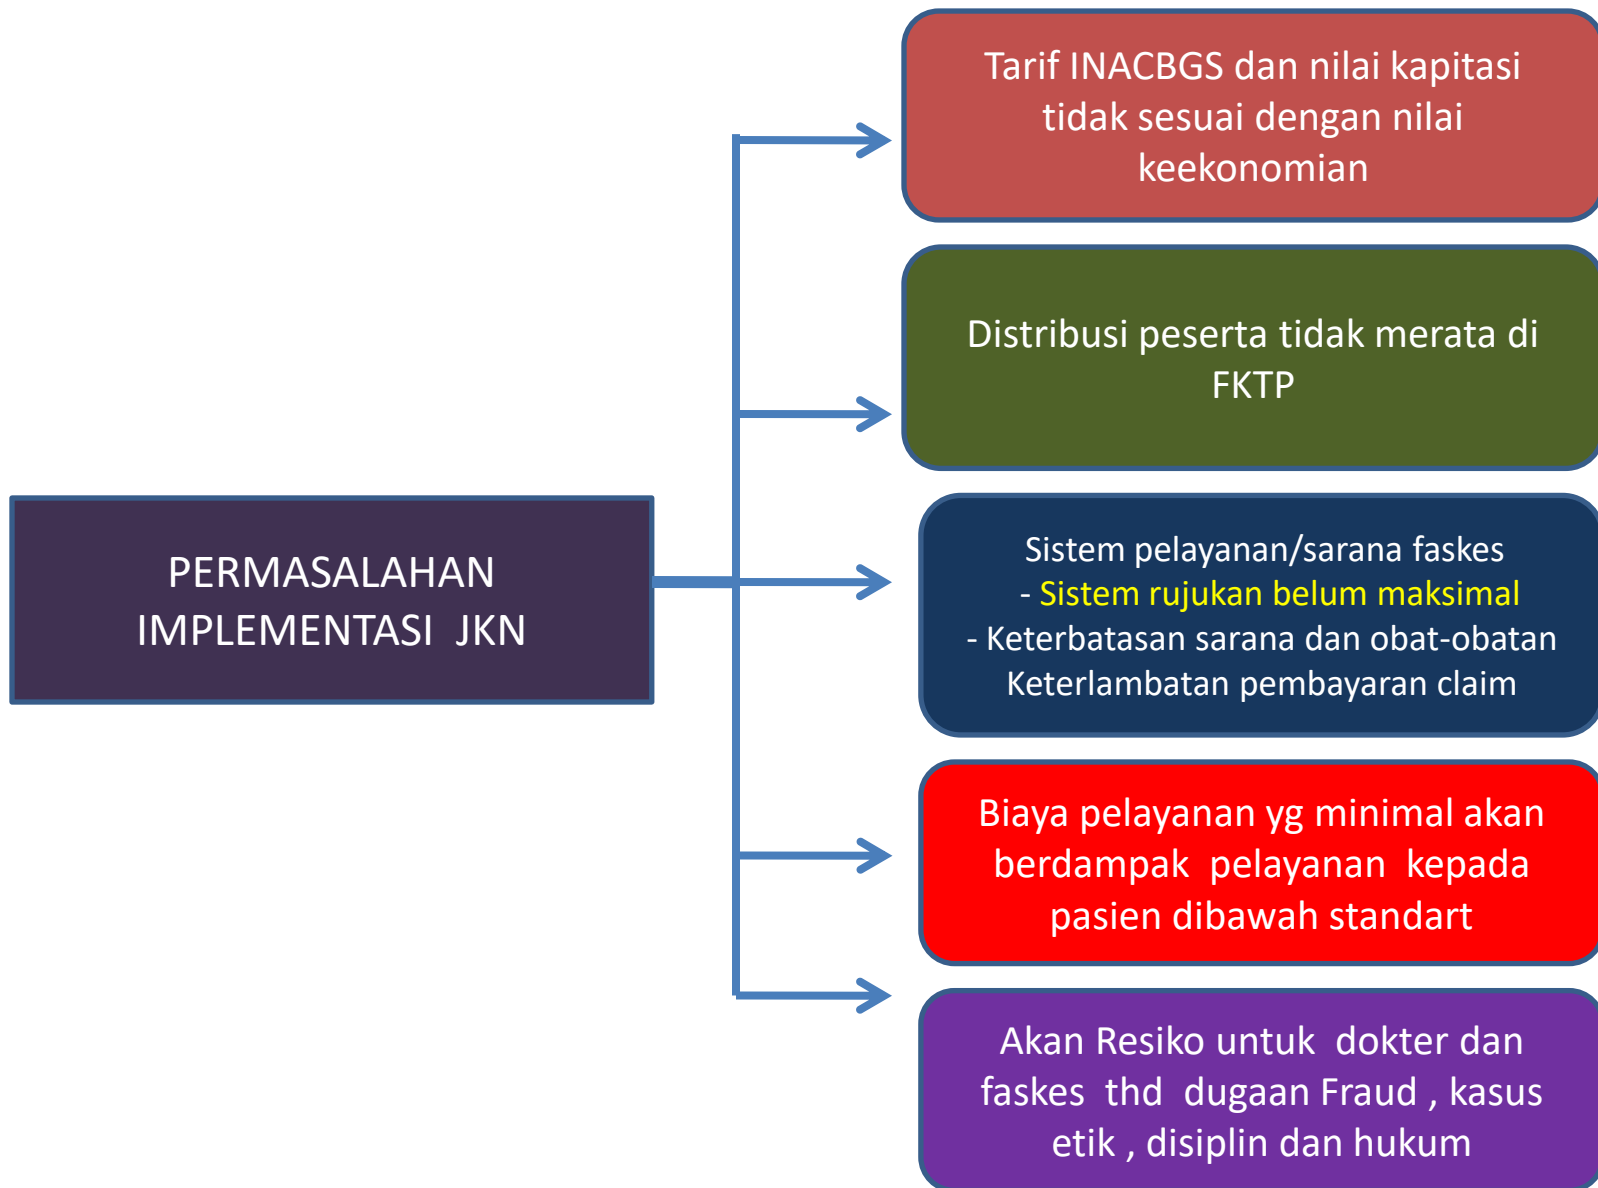 Tarif INACBGS dan nilai kapitasi
tidak sesuai dengan nilai
keekonomian
Distribusi peserta tidak merata di
FKTP
PERMASALAHAN
IMPLEMENTASI JKN
Sistem pelayanan/sarana faskes
- Sistem rujukan belum maksimal
- Keterbatasan sarana dan obat-obatan
Keterlambatan pembayaran claim
Biaya pelayanan yg minimal akan
berdampak pelayanan kepada
pasien dibawah standart
Akan Resiko untuk dokter dan
faskes thd dugaan Fraud , kasus
etik , disiplin dan hukum